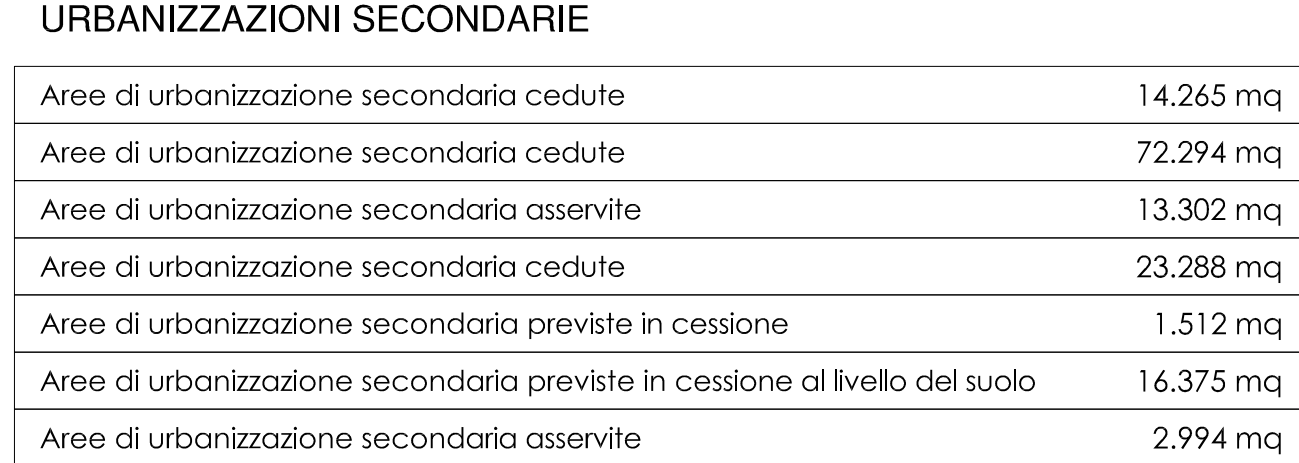 URBANIZZAZIONI SECONDARIE
Aree di urbanizzazione secondaria cedute 14.265 mq
Aree di urbanizzazione secondaria cedute 72.294 mq
Aree di urbanizzazione secondaria asservite 13.302 mq
Aree di urbanizzazione secondaria cedute 23.288 mq
Aree di urbanizzazione secondaria previste in cessione 1.512 mq
Aree di urbanizzazione secondaria previste in cessione al livello del suolo 16.375 mq
Aree di urbanizzazione secondaria asservite 2.994 mq